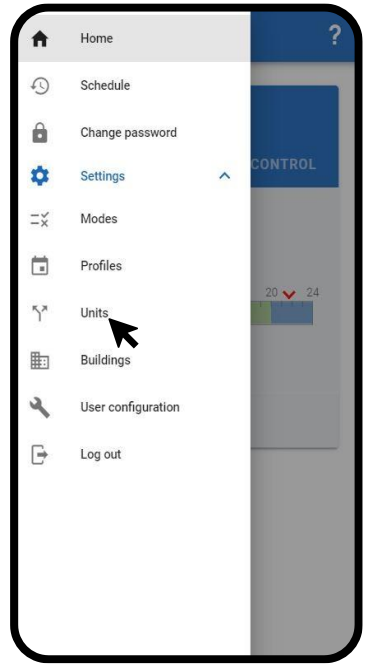 Home
?
Schedule
Change password
CONTROL
Settings
Modes
Profiles
20 24
Units
Buildings
User configuration
Log out